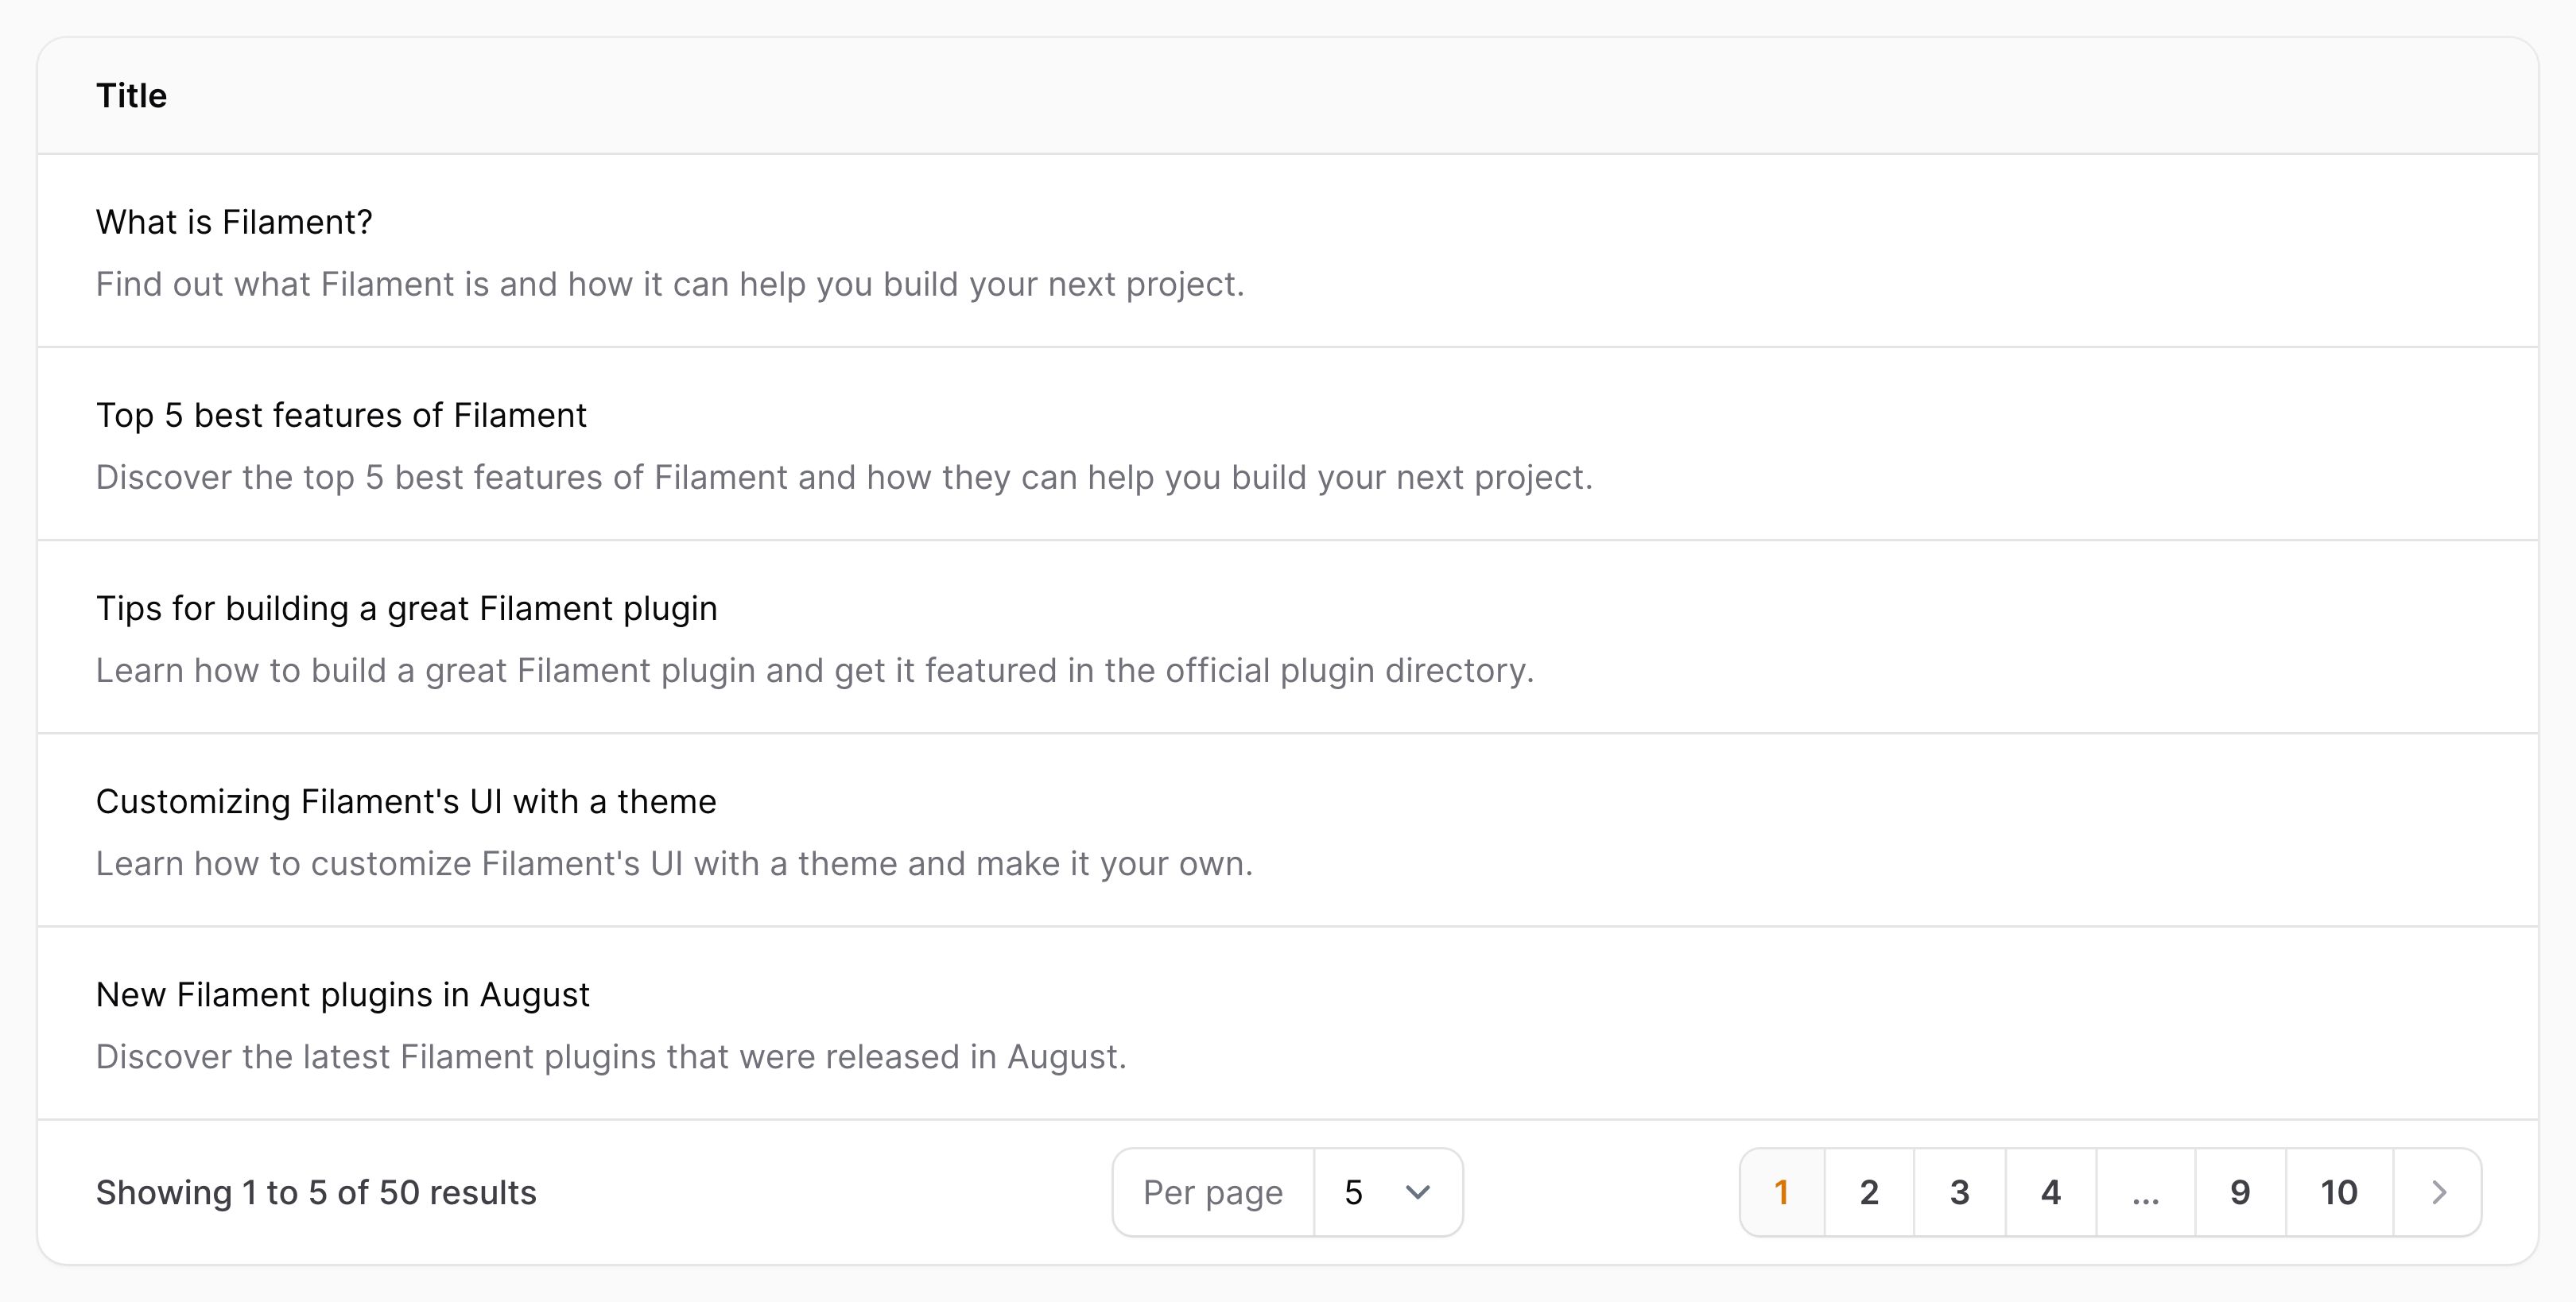 Title
What is Filament?
Find out what Filament is and how it can help you build your next project.
Top 5 best features of Filament
Discover the top 5 best features of Filament and how they can help you build your next project.
Tips for building a great Filament plugin
Learn how to build a great Filament plugin and get it featured in the official plugin directory.
Customizing Filament's UI with a theme
Learn how to customize Filament's UI with a theme and make it your own.
New Filament plugins in August
Discover the latest Filament plugins that were released in August.
Showing 1 to 5 of 50 results Per page 5 1 2 3 4 ... 9 10